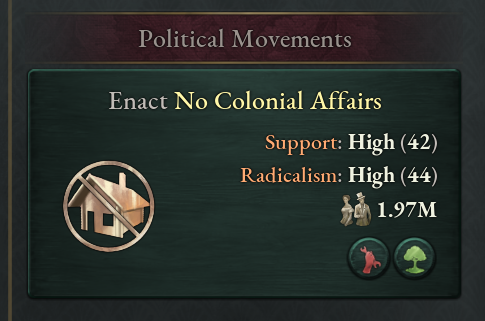 Political Movements
Enact No Colonial Affairs
Support: High (42)
Radicalism: High (44)
1.97M